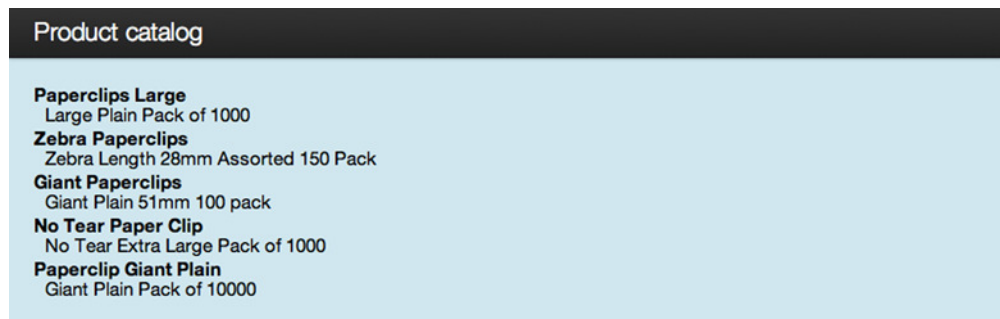 Product catalog
Paperclips Large
Large Plain Pack of 1000
Zebra Paperclips
Zebra Length 28mm Assorted 150 Pack
Giant Paperclips
Giant Plain 51mm 100 pack
No Tear Paper Clip
No Tear Extra Large Pack of 1000
Paperclip Giant Plain
Giant Plain Pack of 10000